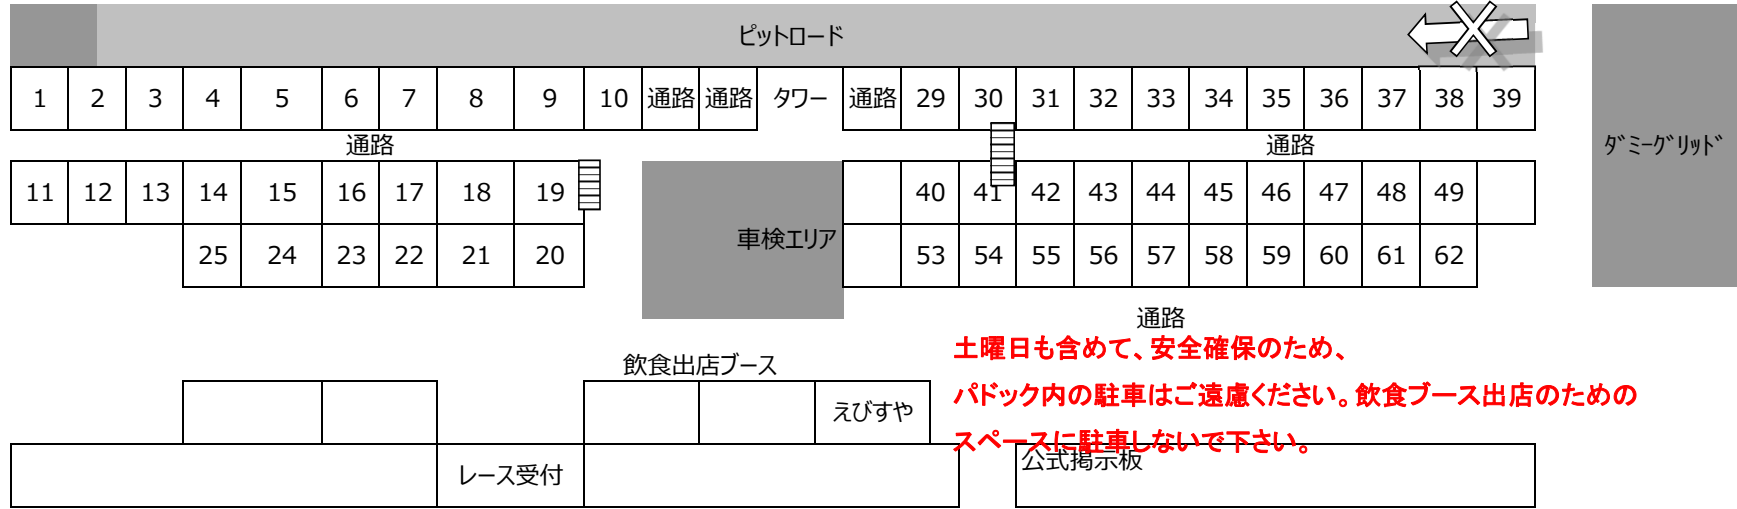 ピットロード
1 2 3 4 5 6 7 8 9 10 通路 通路 タワー 通路 29 30 31 32 33 34 35 36 37 38 39
通路 通路
ﾀﾞﾐｰｸﾞﾘｯﾄﾞ
11 12 13 14 15 16 17 18 19 40 41 42 43 44 45 46 47 48 49
車検エリア
25 24 23 22 21 20 53 54 55 56 57 58 59 60 61 62
通路
土曜日も含めて、安全確保のため、
飲食出店ブース
パドック内の駐車はご遠慮ください。飲食ブース出店のための
えびすや
スペースに駐車しないで下さい。
公式掲示板
レース受付